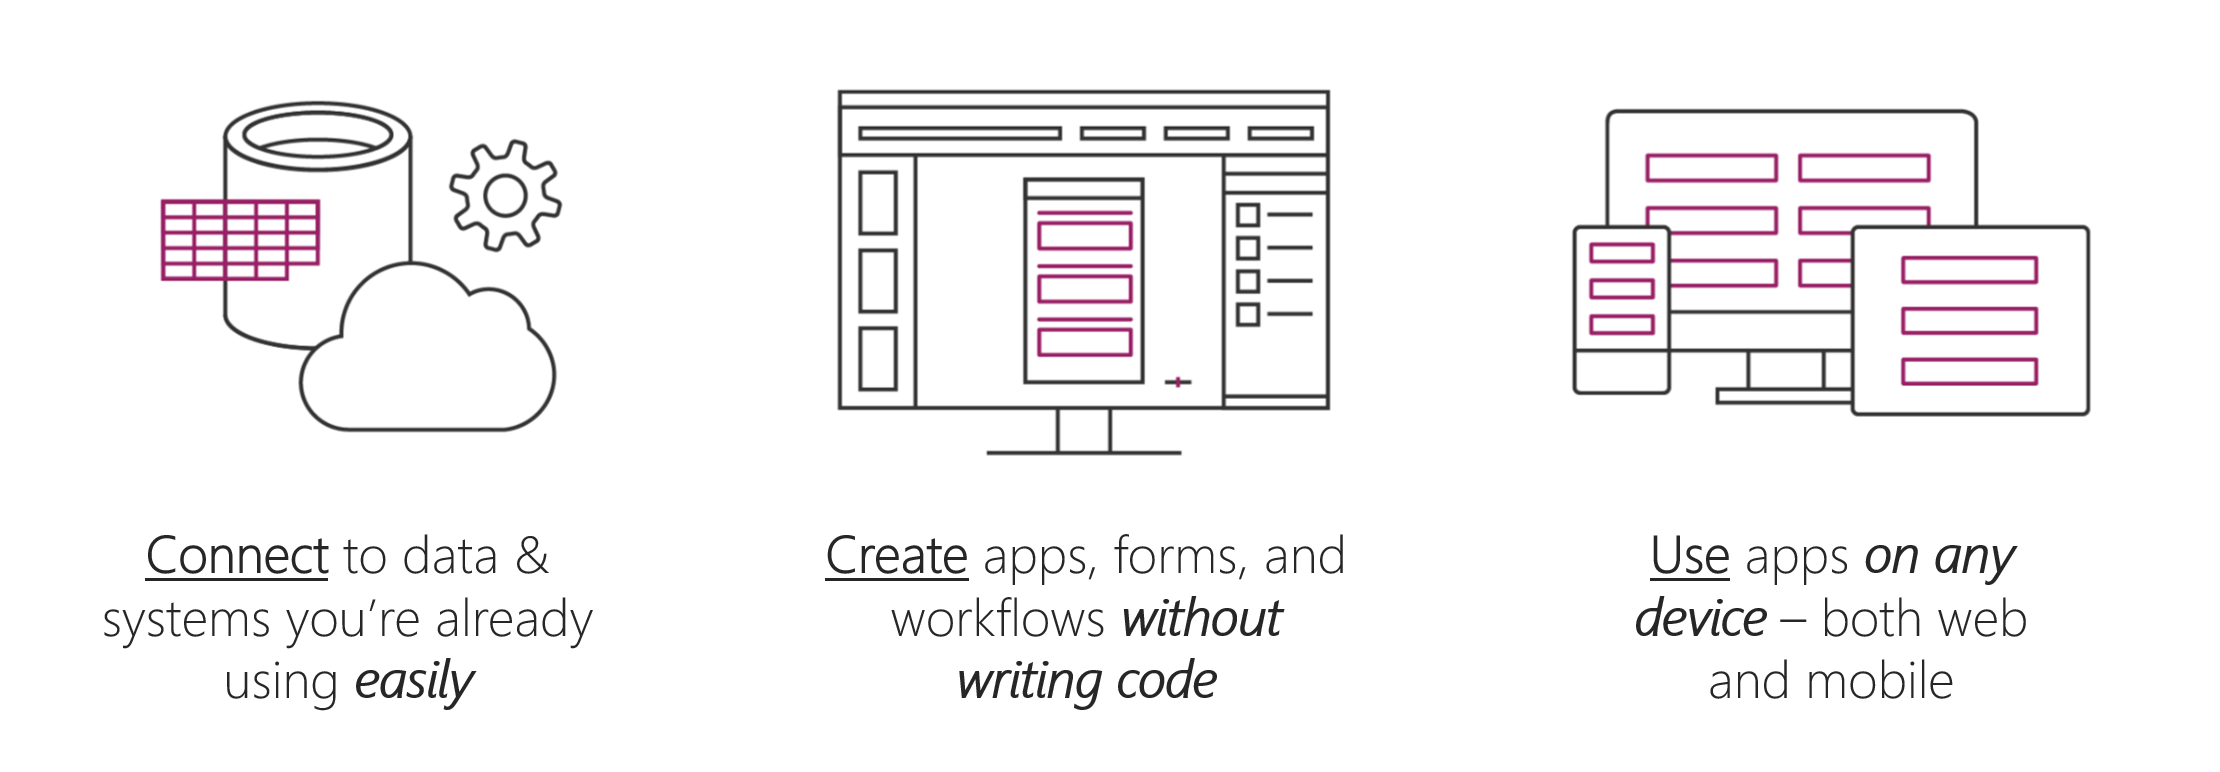 Connect to data &
systems you’re already
using easily
Create apps, forms, and
workflows without
writing code
Use apps on any
device – both web
and mobile